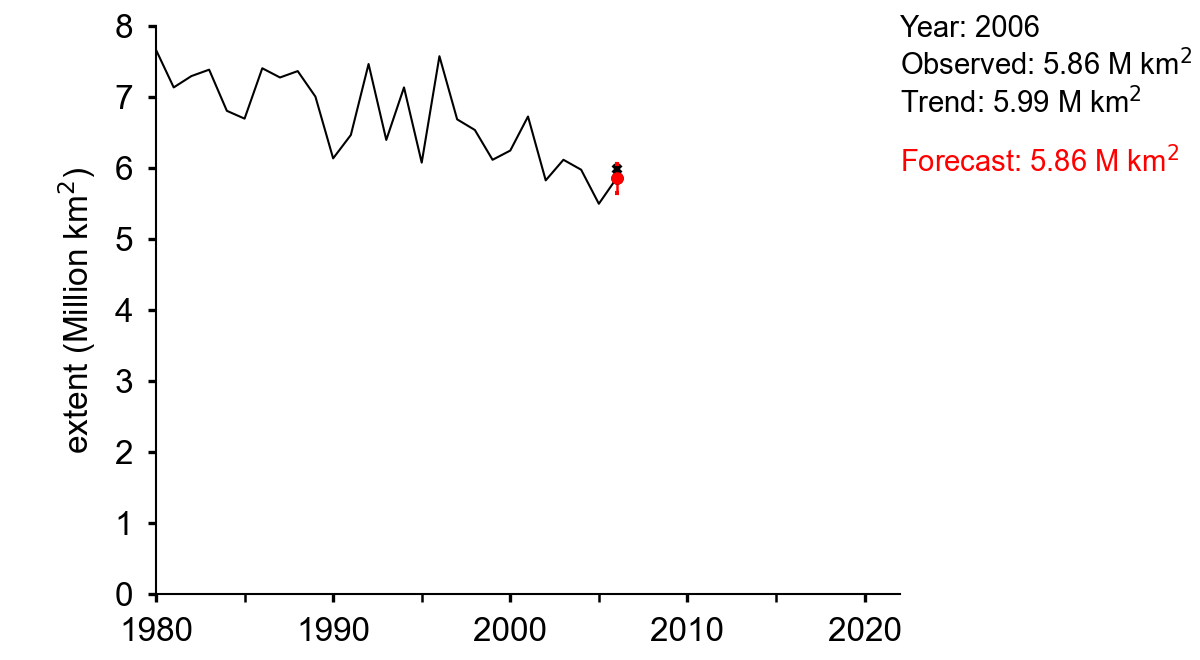 8
7
6
5
4
3
2
1
0
extent (Million km²)
1980 1990 2000 2010 2020
Year: 2006
Observed: 5.86 M km²
Trend: 5.99 M km²
Forecast: 5.86 M km²